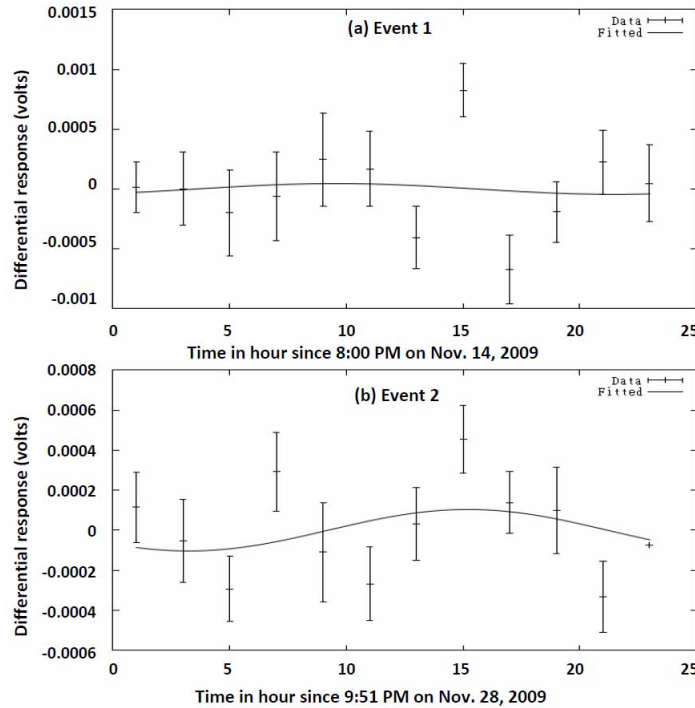 0.0015
(a) Event 1
Data
Fitted
0.001
0.0005
0
-0.0005
-0.001
Differential response (volts)
0 5 10 15 20 25
Time in hour since 8:00 PM on Nov. 14, 2009
0.0008
(b) Event 2
Data
Fitted
0.0006
0.0004
0.0002
0
-0.0002
-0.0004
-0.0006
Differential response (volts)
0 5 10 15 20 25
Time in hour since 9:51 PM on Nov. 28, 2009